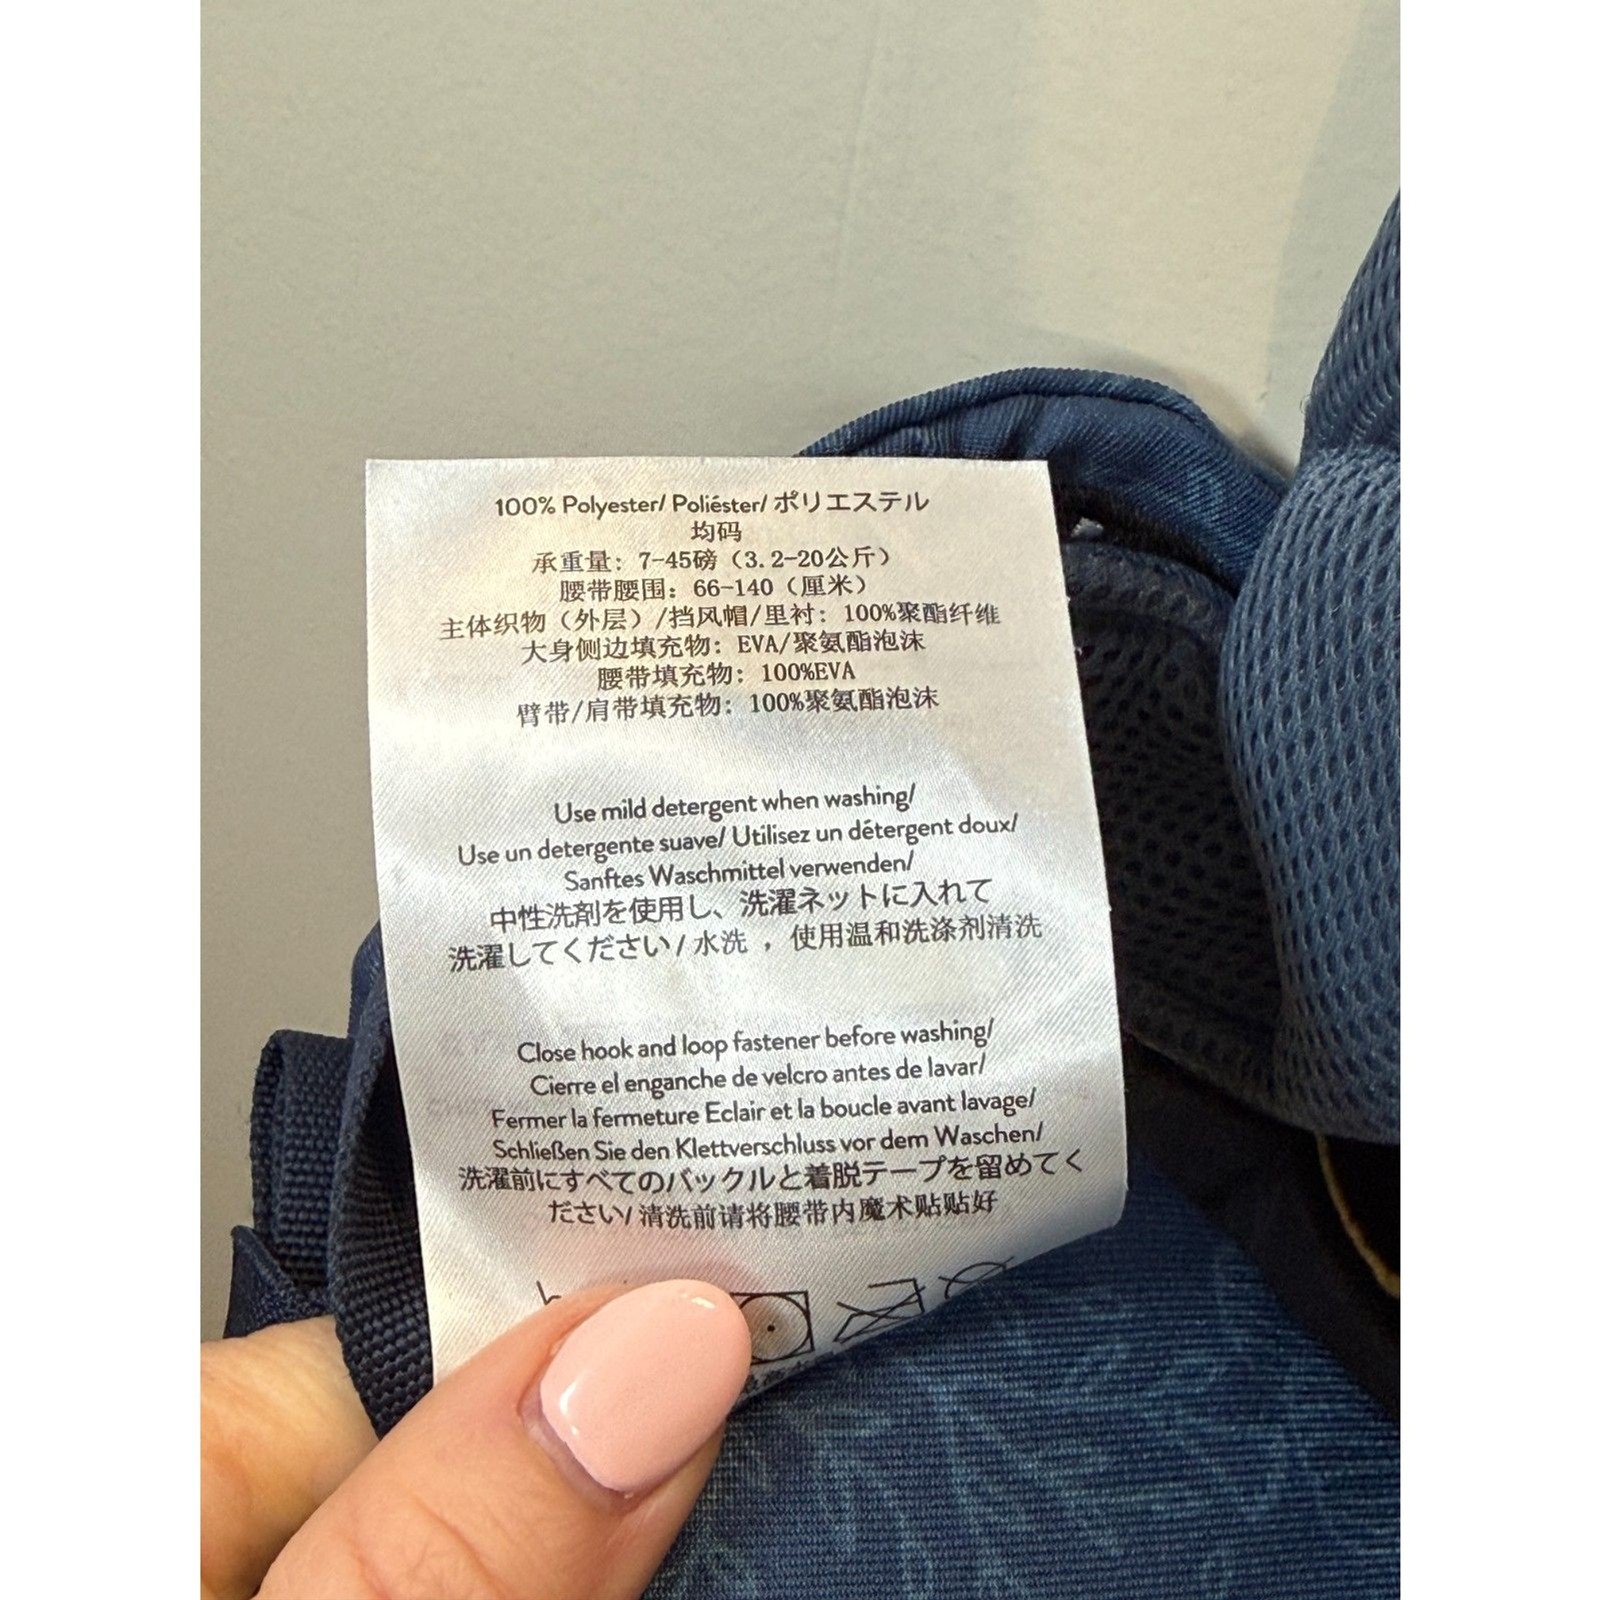 100% Polyester/ Poliéster/ ポリエステル
均码
承重量：7-45磅（3.2-20公斤）
腰带腰围：66-140（厘米）
主体织物（外层）/挡风帽/里衬：100%聚酯纤维
大身侧边填充物：EVA/聚氨酯泡沫
腰带填充物：100%EVA
臂带/肩带填充物：100%聚氨酯泡沫
Use mild detergent when washing/
Use un detergente suave/ Utilisez un détergent doux/
Sanftes Waschmittel verwenden/
中性洗剤を使用し、洗濯ネットに入れて
洗濯してください/ 水洗，使用温和洗涤剂清洗
Close hook and loop fastener before washing/
Cierre el enganche de velcro antes de lavar/
Fermer la fermeture Eclair et la boucle avant lavage/
Schließen Sie den Klettverschluss vor dem Waschen/
洗濯前にすべてのバックルと着脱テープを留めてく
ださい/ 清洗前请将腰带内魔术贴贴好